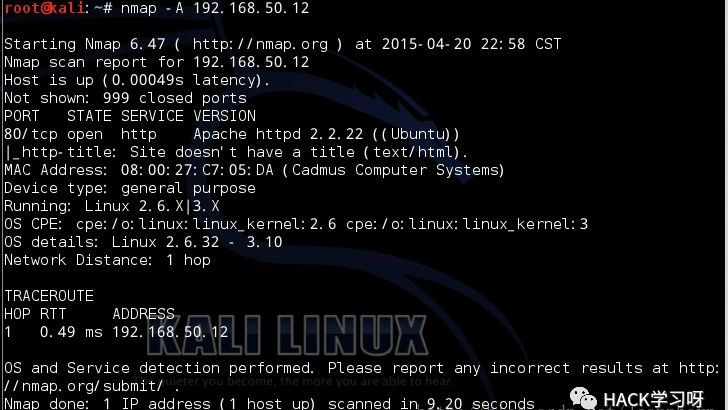 root@kali:~# nmap -A 192.168.50.12
Starting Nmap 6.47 ( http://nmap.org ) at 2015-04-20 22:58 CST
Nmap scan report for 192.168.50.12
Host is up (0.00049s latency).
Not shown: 999 closed ports
PORT   STATE SERVICE VERSION
80/tcp open  http    Apache httpd 2.2.22 ((Ubuntu))
|_http-title: Site doesn't have a title (text/html).
MAC Address: 08:00:27:C7:05:DA (Cadmus Computer Systems)
Device type: general purpose
Running: Linux 2.6.X|3.X
OS CPE: cpe:/o:linux:linux_kernel:2.6 cpe:/o:linux:linux_kernel:3
OS details: Linux 2.6.32 - 3.10
Network Distance: 1 hop
TRACEROUTE
HOP RTT     ADDRESS
1   0.49 ms 192.168.50.12
KALI LINUX
OS and Service detection performed. Please report any incorrect results at http:
//nmap.org/submit/ .
quieter you become, the more you are able to hear.
Nmap done: 1 IP address (1 host up) scanned in 9.20 seconds
HACK学习呀